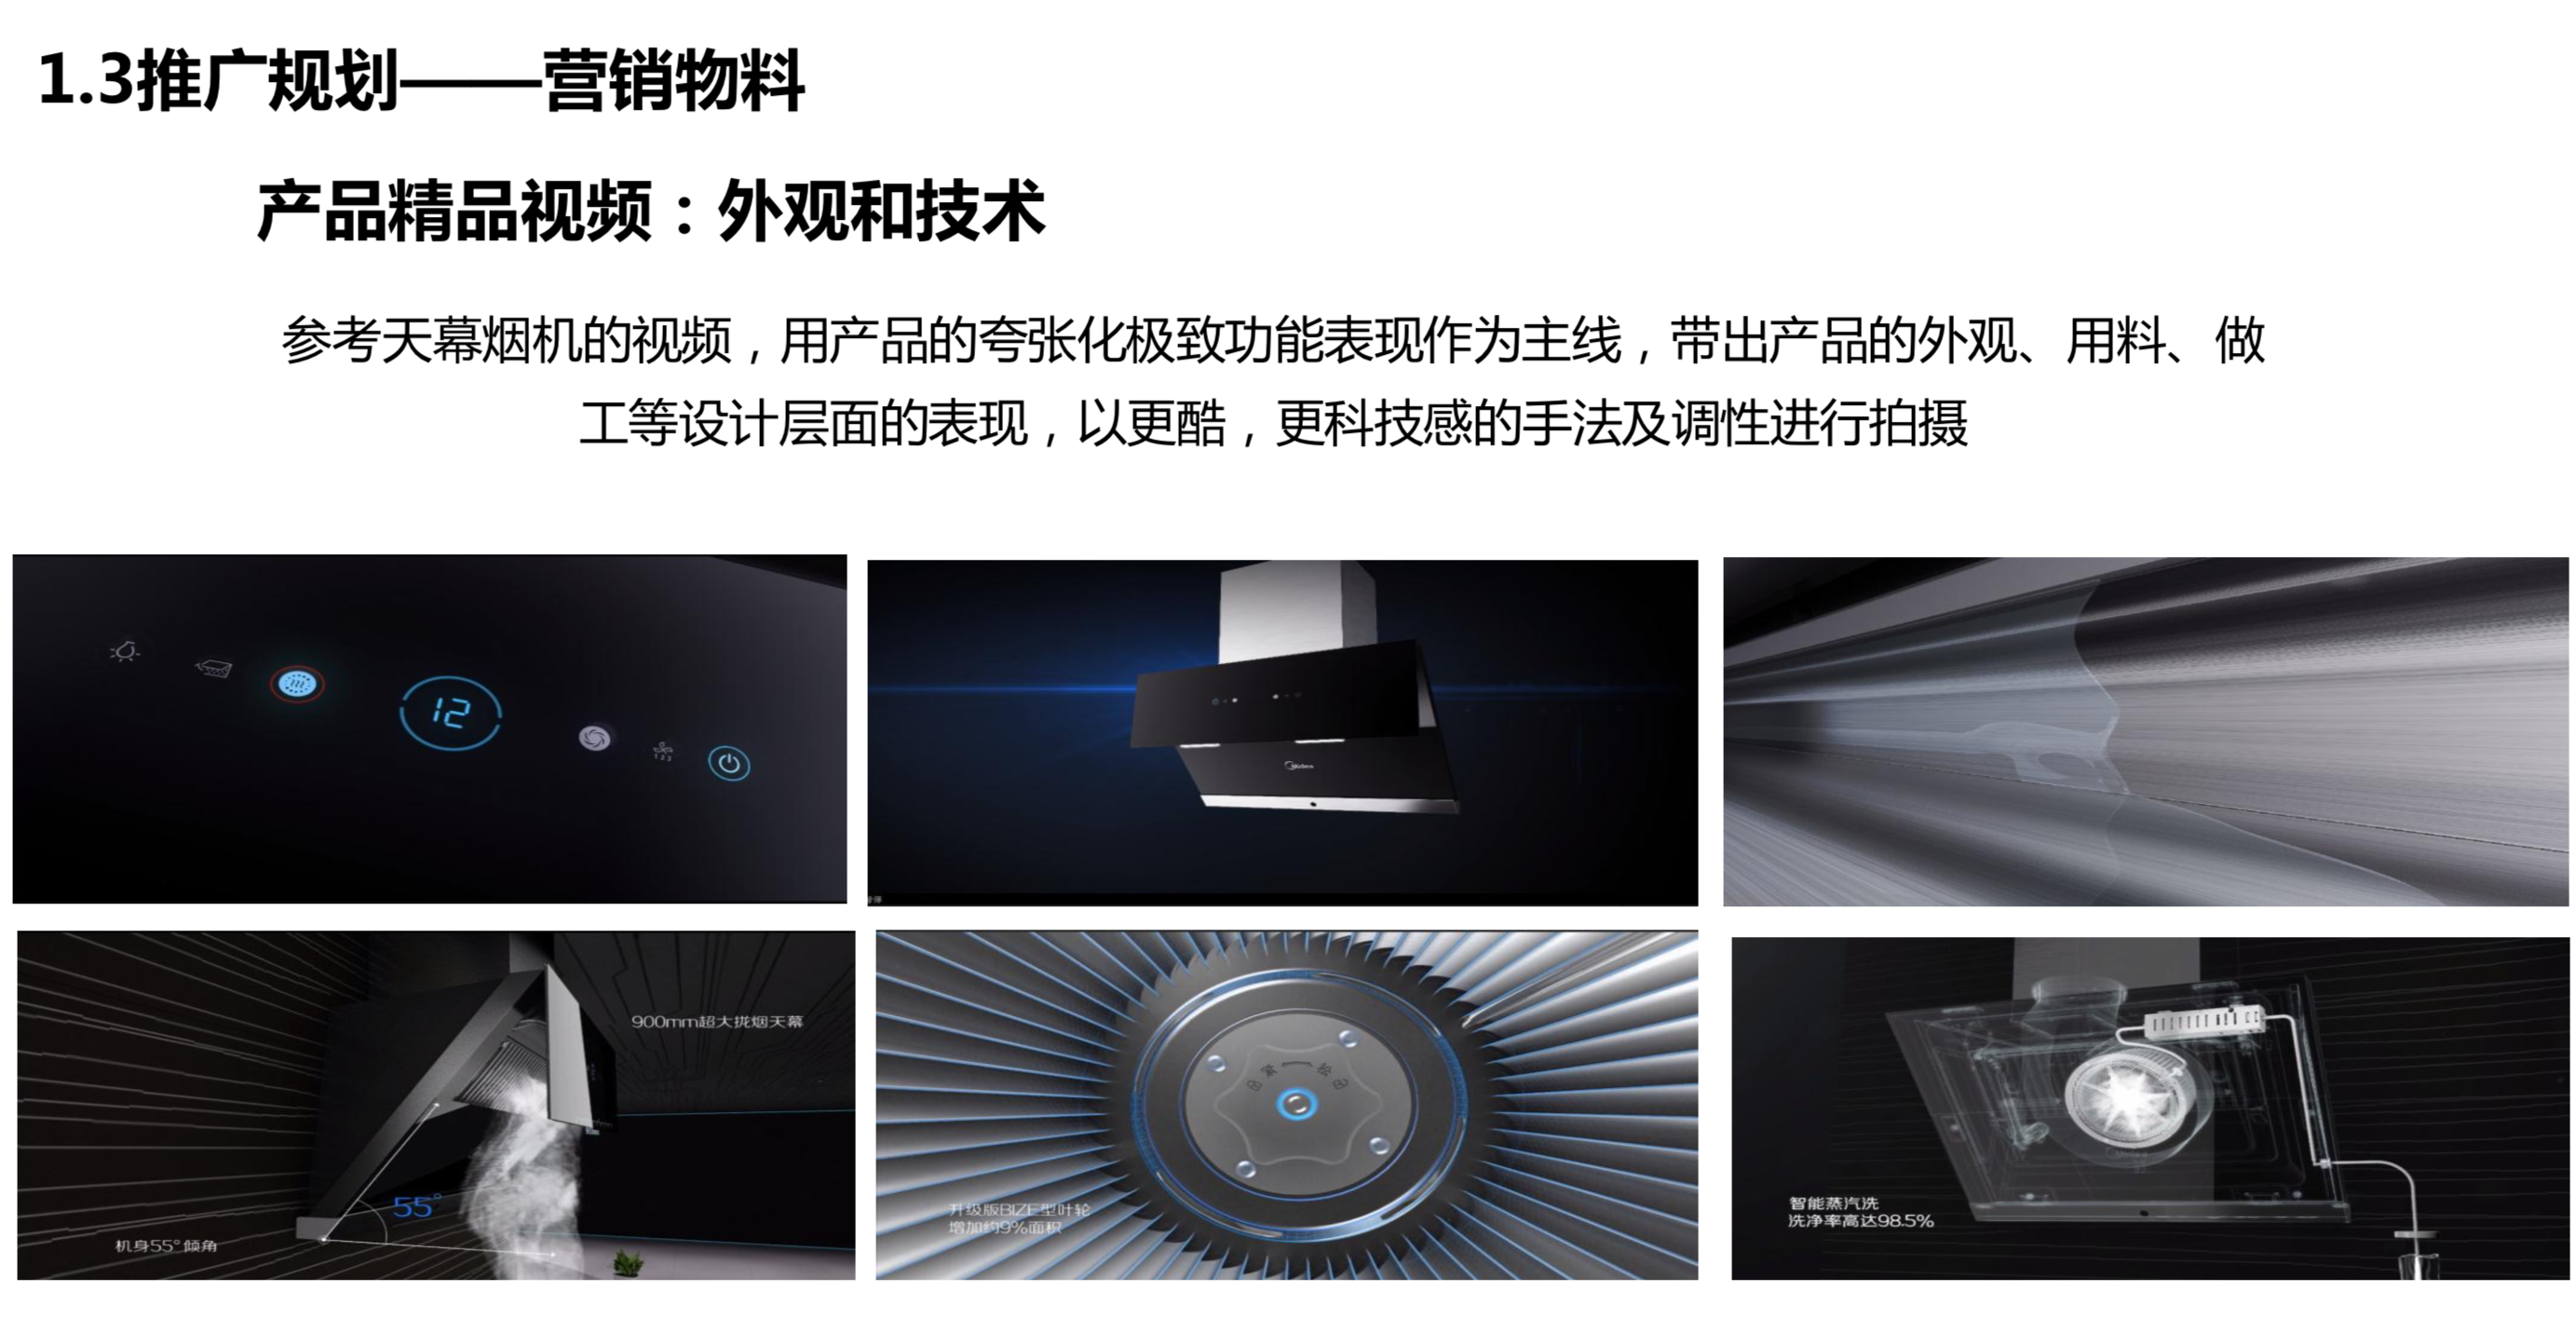 1.3推广规划——营销物料
产品精品视频：外观和技术
参考天幕烟机的视频，用产品的夸张化极致功能表现作为主线，带出产品的外观、用料、做
工等设计层面的表现，以更酷，更科技感的手法及调性进行拍摄
12
123
Midea
900mm超大拢烟天幕
55°
机身55°倾角
升级版BIZE型叶轮
增加约9%面积
智能蒸汽洗
洗净率高达98.5%